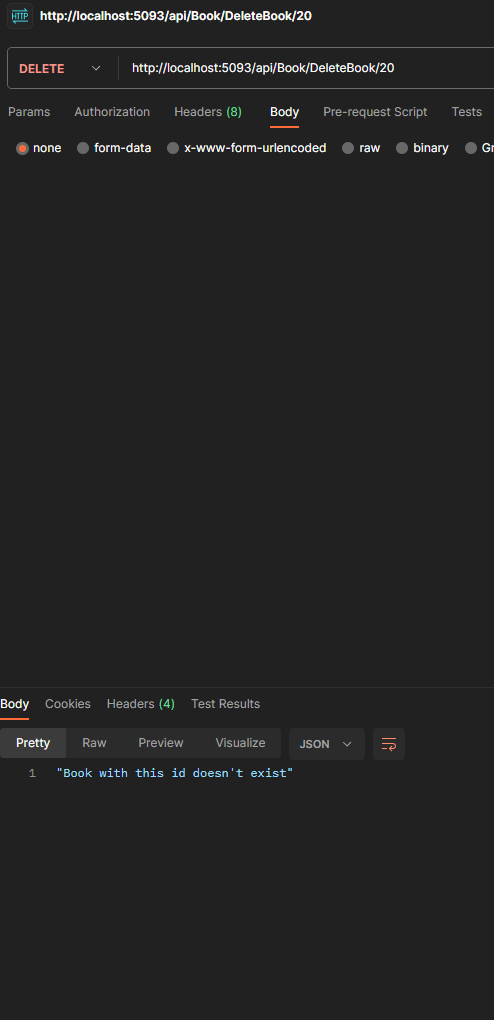 HTTP http://localhost:5093/api/Book/DeleteBook/20
DELETE http://localhost:5093/api/Book/DeleteBook/20
Params Authorization Headers (8) Body Pre-request Script Tests
none form-data x-www-form-urlencoded raw binary Gr
Body Cookies Headers (4) Test Results
Pretty Raw Preview Visualize JSON
1 "Book with this id doesn't exist"